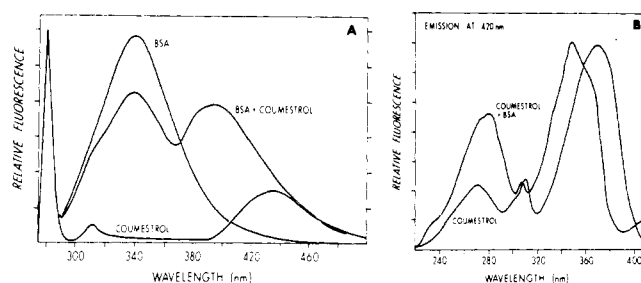 A
BSA
BSA + COUMESTROL
COUMESTROL
RELATIVE FLUORESCENCE
300 340 380 420 460
WAVELENGTH (nm)
B
EMISSION AT 420 nm
COUMESTROL
+ BSA
COUMESTROL
RELATIVE FLUORESCENCE
240 280 320 360 400
WAVELENGTH (nm)